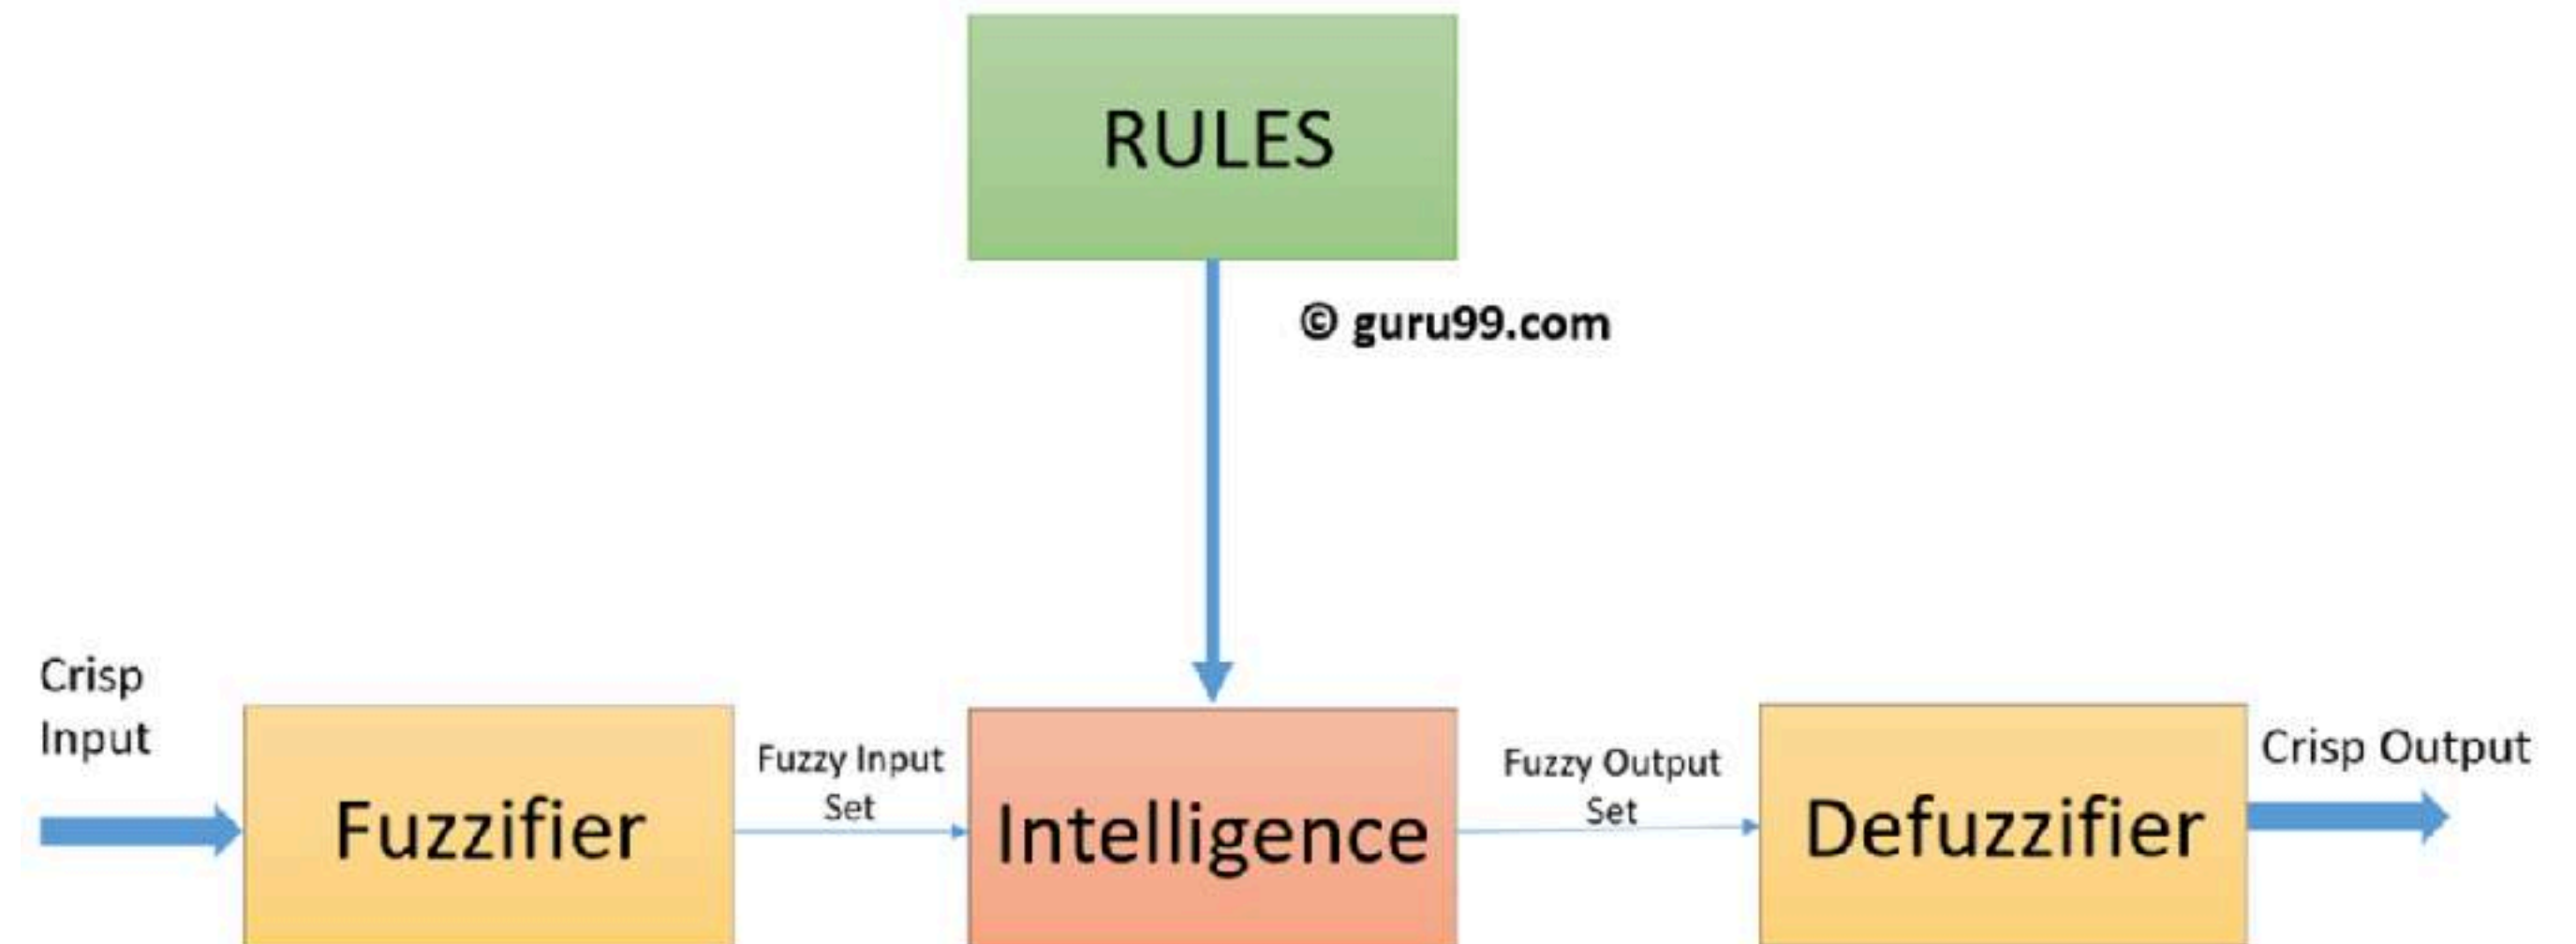 RULES
© guru99.com
Crisp
Input
Fuzzifier
Fuzzy Input
Set
Intelligence
Fuzzy Output
Set
Defuzzifier
Crisp Output